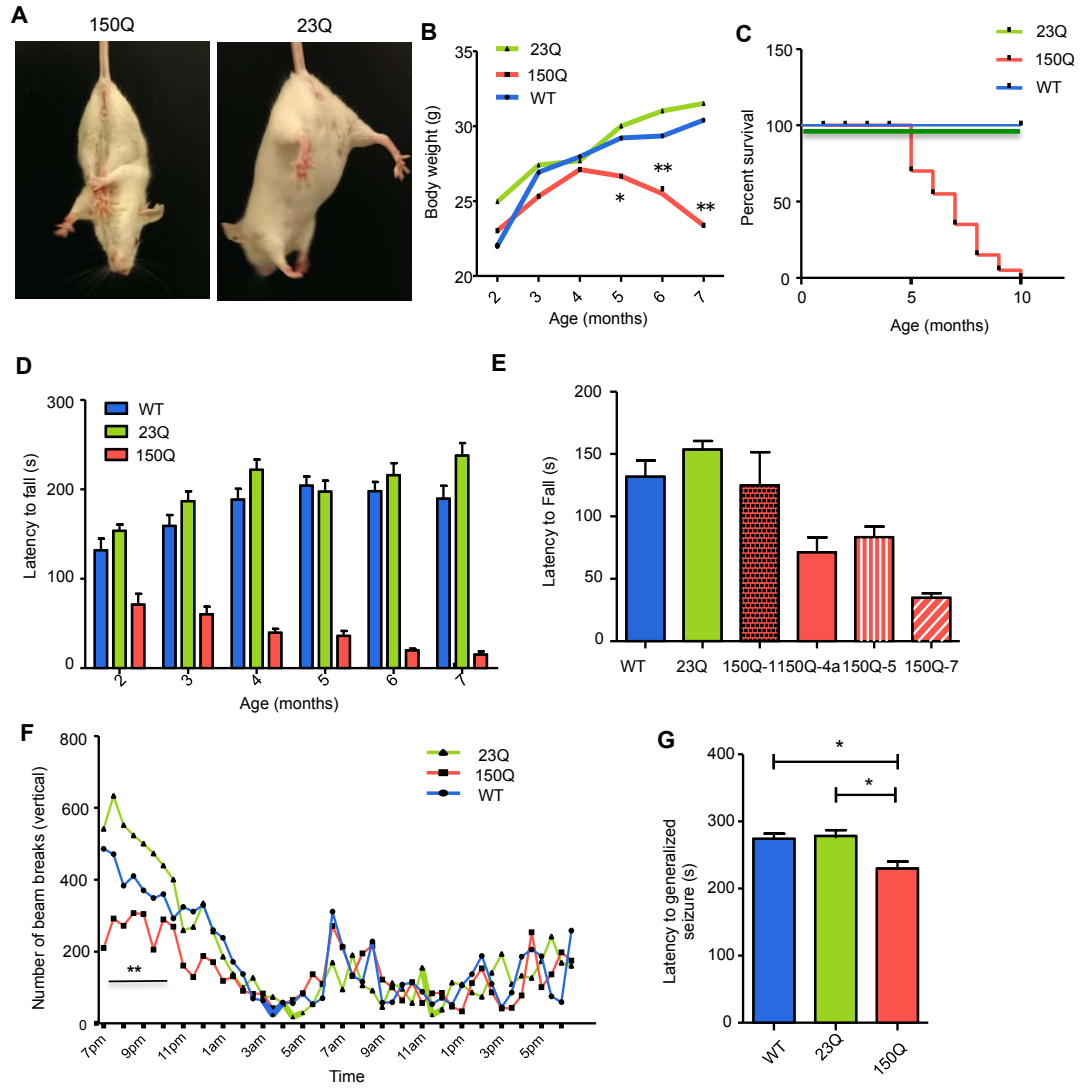 A
150Q
23Q
B
35
30
25
20
Body weight (g)
23Q
150Q
WT
*
**
**
2
3
4
5
6
7
Age (months)
C
150
100
50
0
Percent survival
23Q
150Q
WT
0
5
10
Age (months)
D
300
200
100
0
Latency to fall (s)
WT
23Q
150Q
2
3
4
5
6
7
Age (months)
E
200
150
100
50
0
Latency to Fall (s)
WT
23Q
150Q-1
150Q-4a
150Q-5
150Q-7
F
800
600
400
200
0
Number of beam breaks (vertical)
23Q
150Q
WT
**
7pm
9pm
11pm
1am
3am
5am
7am
9am
11am
1pm
3pm
5pm
Time
G
400
300
200
100
0
Latency to generalized
seizure (s)
*
*
WT
23Q
150Q